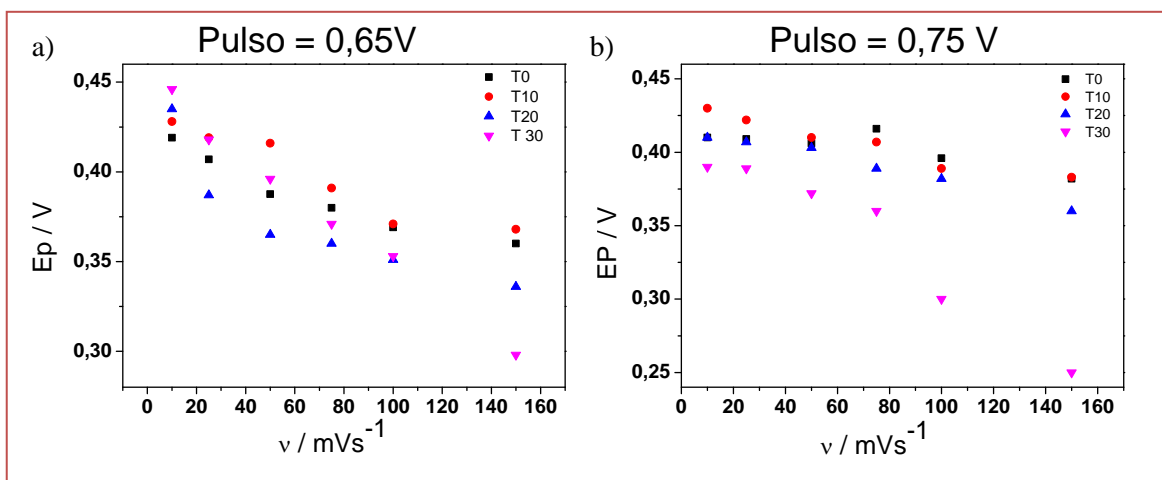 a)
Pulso = 0,65V
0,45
0,40
0,35
0,30
Ep / V
T0
T10
T20
T 30
0 20 40 60 80 100 120 140 160
ν / mVs⁻¹
b)
Pulso = 0,75 V
0,45
0,40
0,35
0,30
0,25
EP / V
T0
T10
T20
T30
0 20 40 60 80 100 120 140 160
ν / mVs⁻¹